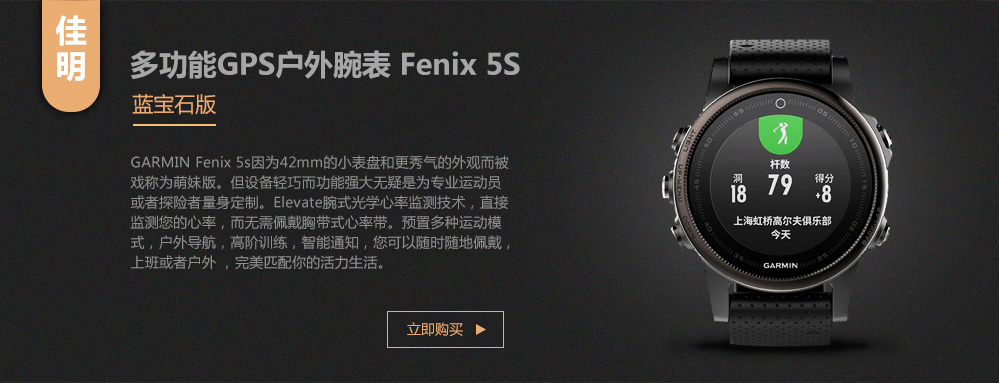 佳明
多功能GPS户外腕表 Fenix 5S
蓝宝石版
GARMIN Fenix 5s因为42mm的小表盘和更秀气的外观而被
戏称为萌妹版。但设备轻巧而功能强大无疑是为专业运动员
或者探险者量身定制。Elevate腕式光学心率监测技术，直接
监测您的心率，而无需佩戴胸带式心率带。预置多种运动模
式，户外导航，高阶训练，智能通知，您可以随时随地佩戴，
上班或者户外 ，完美匹配你的活力生活。
立即购买
杆数
洞 79 得分
18 +8
上海虹桥高尔夫俱乐部
今天
GARMIN